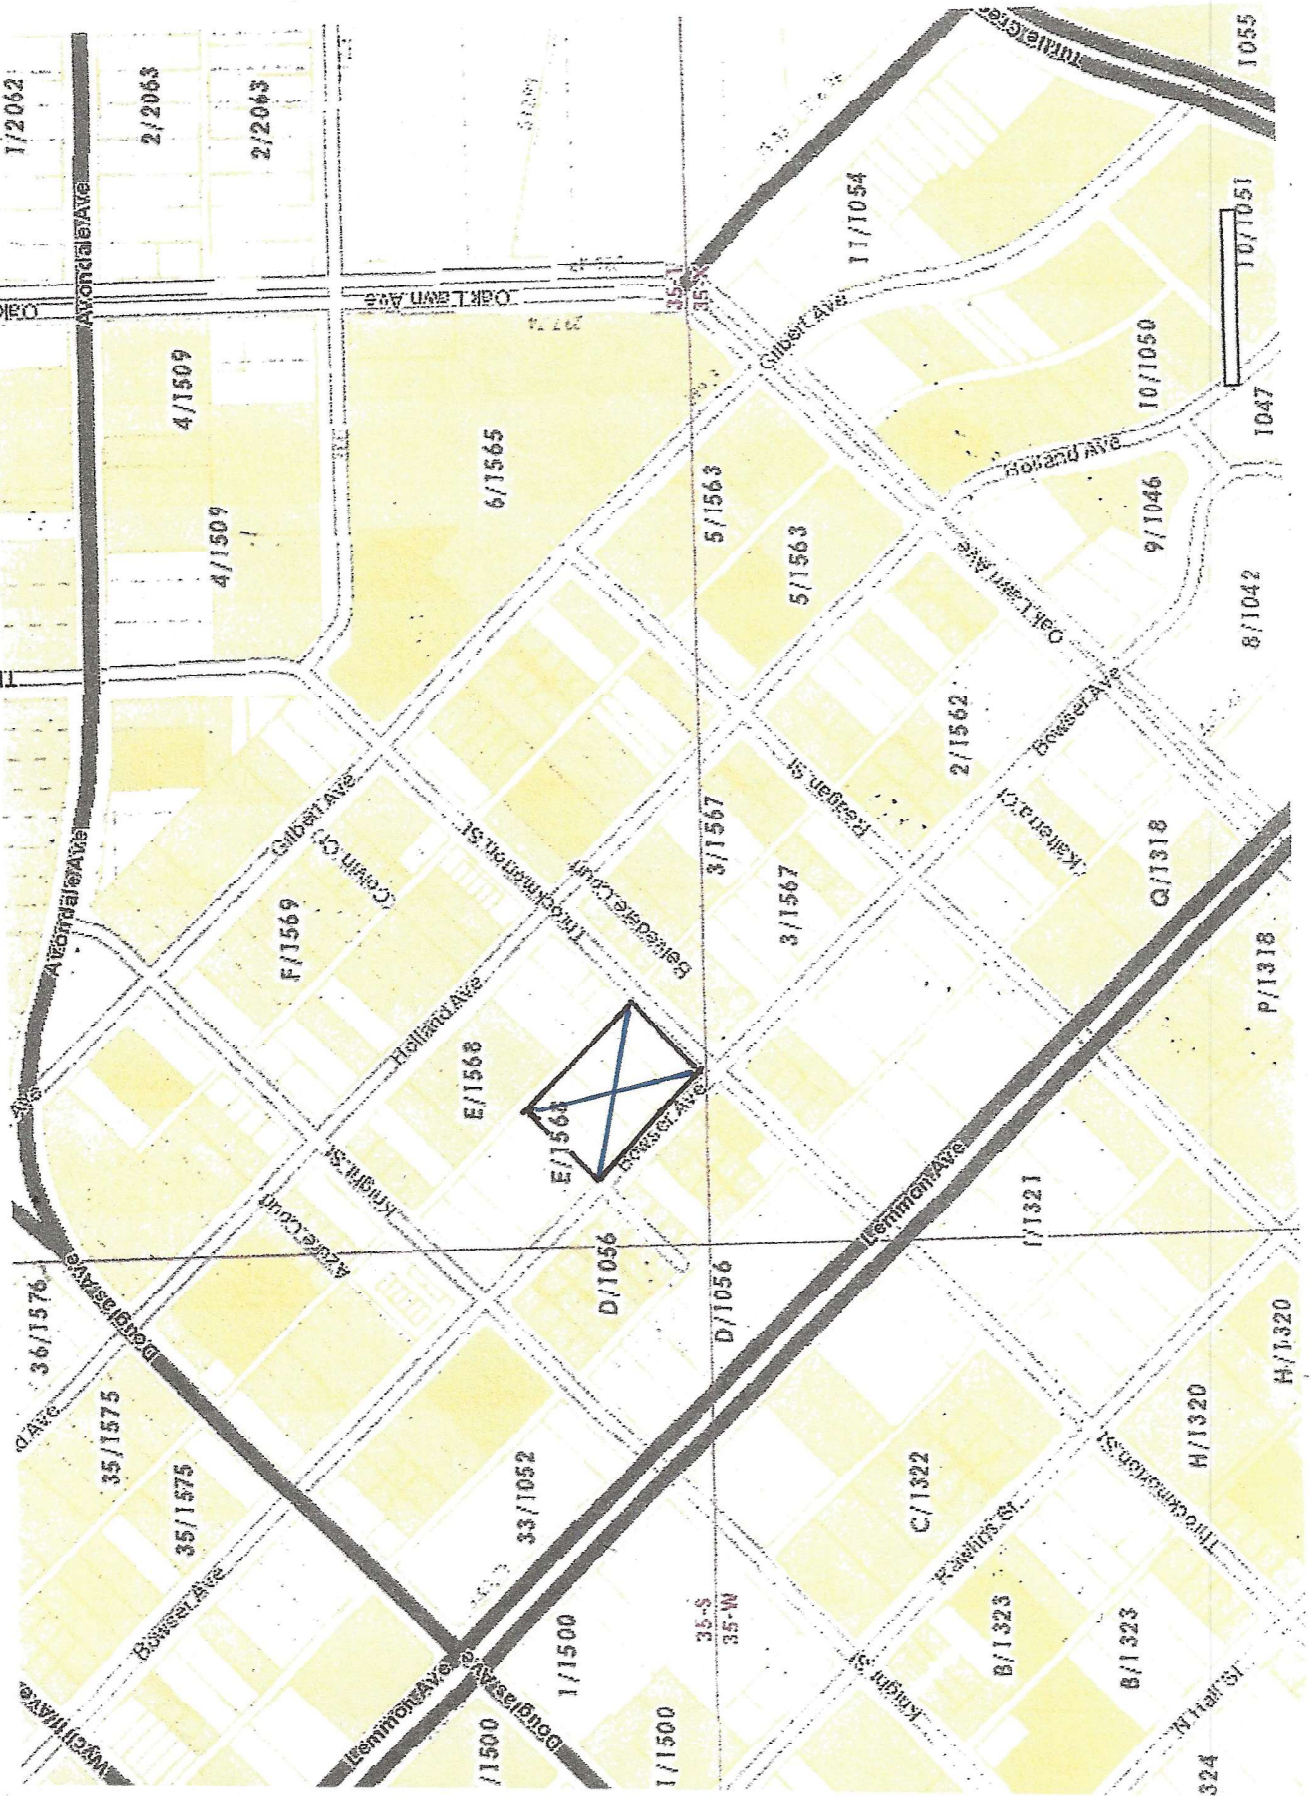 1/2062
2/2063
2/2063
Avondale Ave
Oak Lawn Ave
4/1509
4/1509
6/1565
35-T
35-X
11/1054
1055
10/1051
10/1050
1047
Gilbert Ave
Holland Ave
9/1046
8/1042
5/1563
5/1563
Oak Lawn Ave
2/1562
Bowser Ave
Reagan St
Q/1318
P/1318
3/1567
3/1567
Throckmorton St
Belvedere Court
Gilbert Ave
F/1569
Avondale Ave
Holland Ave
E/1568
E/1568
Bowser Ave
Knight St
Azure Court
D/1056
D/1056
Lemmon Ave
I/1321
H/1320
H/1320
36/1576
Douglas Ave
d Ave
35/1575
35/1575
33/1052
Bowser Ave
C/1322
Rawlins St
Throckmorton St
35-S
35-W
Knight St
B/1323
B/1323
N Hall St
324
1/1500
1/1500
/1500
Lemmon Ave
Douglas Av
Wycliff Ave